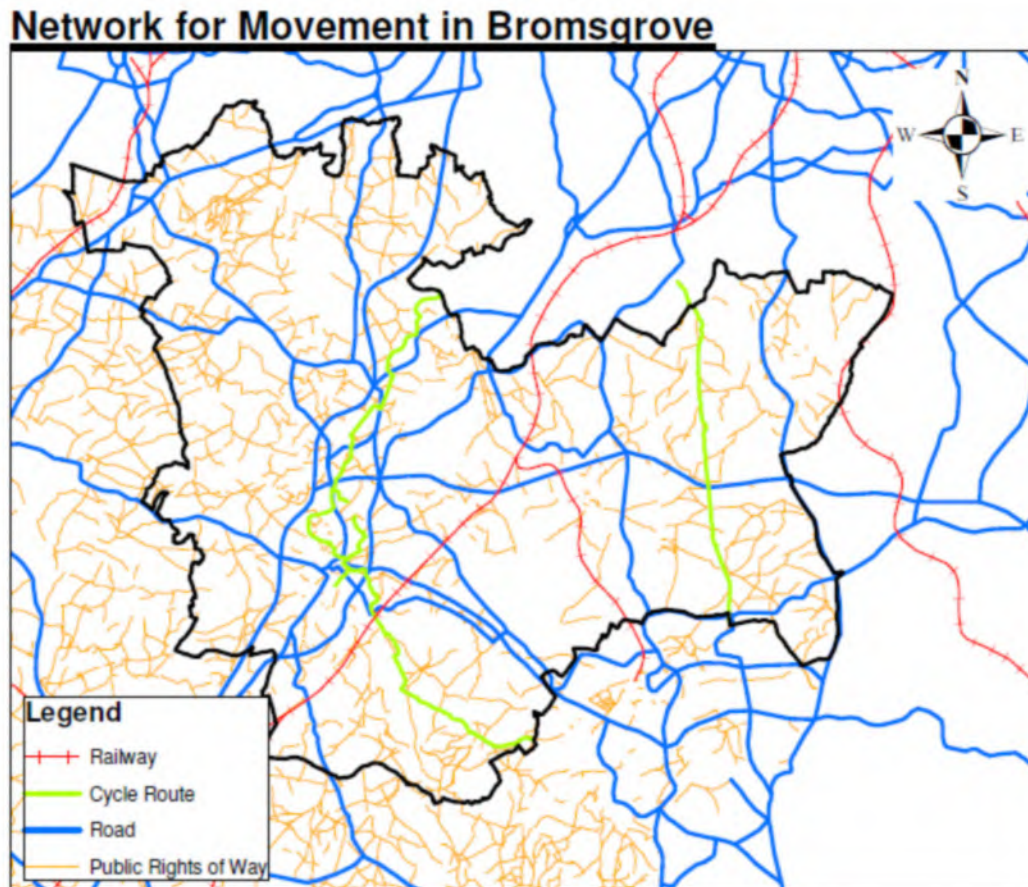 Network for Movement in Bromsgrove
N
W E
S
Legend
Railway
Cycle Route
Road
Public Rights of Way